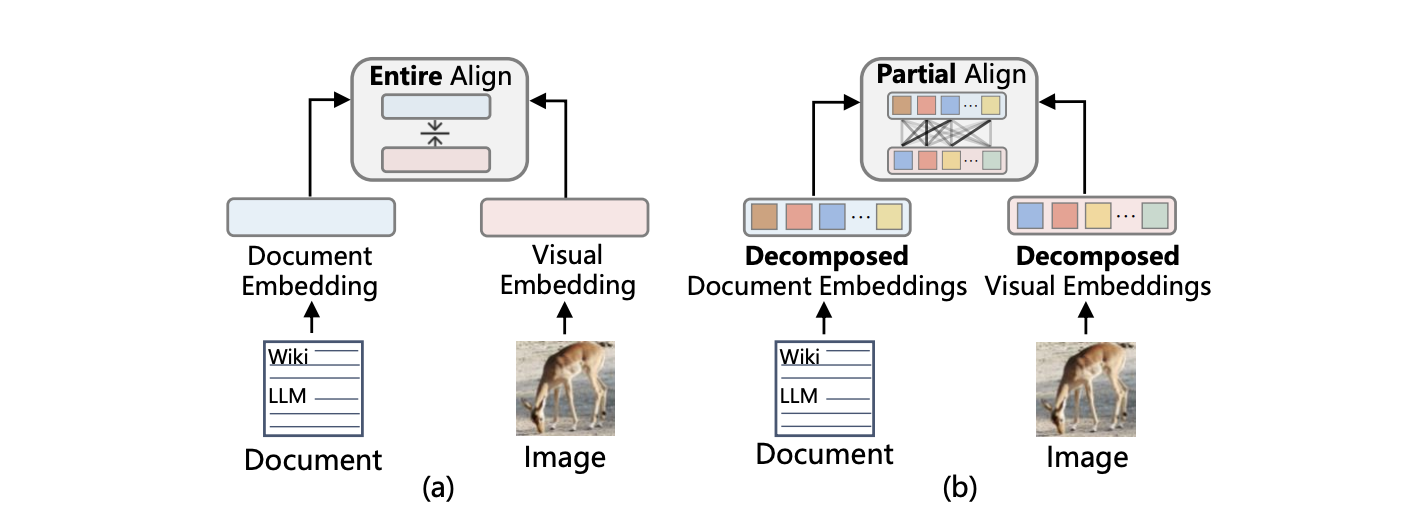 Entire Align
Document
Embedding
Visual
Embedding
Wiki
LLM
Document
Image
(a)
Partial Align
...
...
...
...
Decomposed
Document Embeddings
Decomposed
Visual Embeddings
Wiki
LLM
Document
Image
(b)